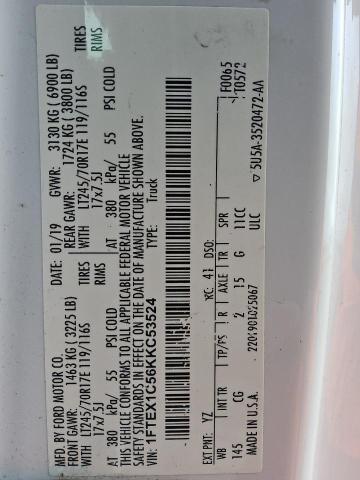 MFD. BY FORD MOTOR CO.
DATE: 01/19 GVWR: 3130 KG ( 6900 LB)
FRONT GAWR: 1463 KG ( 3225 LB) REAR GAWR: 1724 KG ( 3800 LB)
WITH LT245/70R17E 119/116S TIRES WITH LT245/70R17E 119/116S TIRES
17x7.5J RIMS 17x7.5J RIMS
AT 380 kPa/ 55 PSI COLD AT 380 kPa/ 55 PSI COLD
THIS VEHICLE CONFORMS TO ALL APPLICABLE FEDERAL MOTOR VEHICLE
SAFETY STANDARDS IN EFFECT ON THE DATE OF MANUFACTURE SHOWN ABOVE.
VIN: 1FTEX1C56KKC53524
TYPE: Truck
F0065
T0572
EXT PNT: YZ RC: 41 DSO:
WB INT TR TP/PS R AXLE TR SPR
145 CG 2 15 G 11CC
ULC
MADE IN U.S.A. 5U5A-3520472-AA